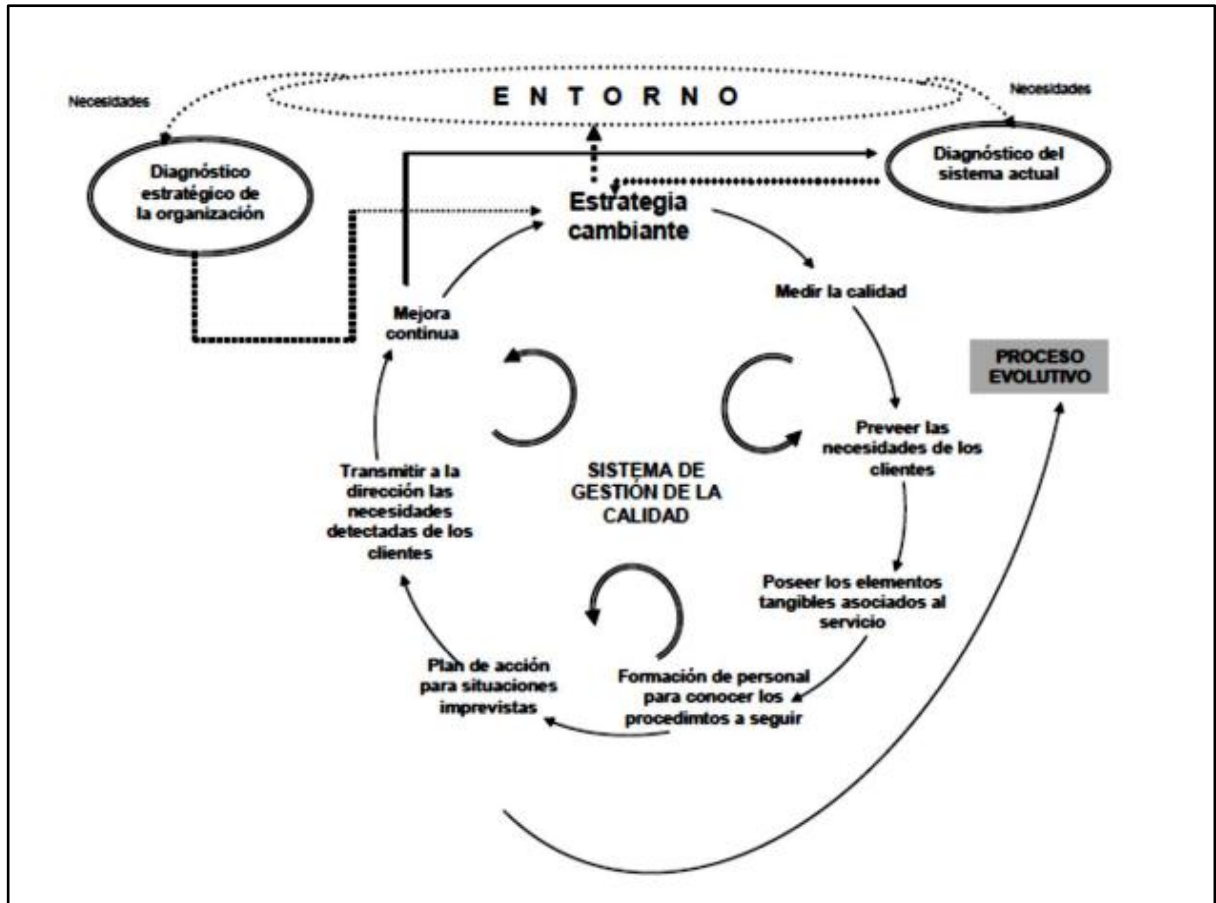 E N T O R N O
Necesidades
Necesidades
Diagnóstico
estratégico de
la organización
Diagnóstico del
sistema actual
Estrategia
cambiante
Medir la calidad
Mejora
continua
PROCESO
EVOLUTIVO
Preveer las
necesidades de los
clientes
Transmitir a la
dirección las
necesidades
detectadas de los
clientes
SISTEMA DE
GESTIÓN DE LA
CALIDAD
Poseer los elementos
tangibles asociados al
servicio
Plan de acción
para situaciones
imprevistas
Formación de personal
para conocer los
procedimtos a seguir